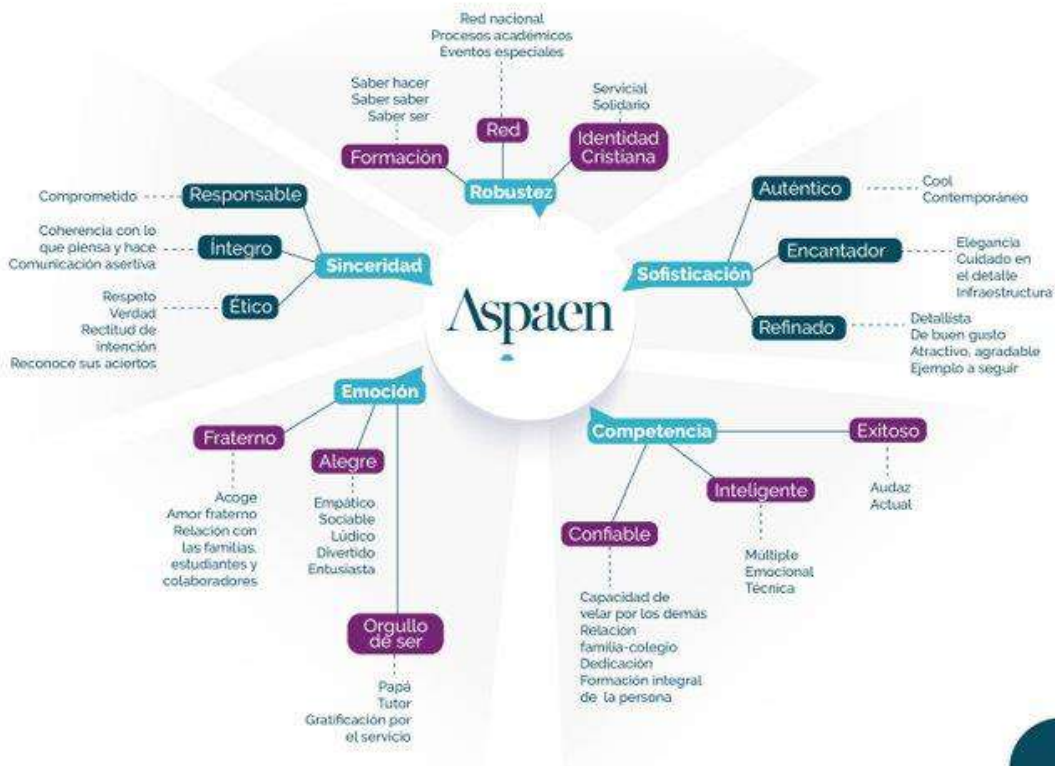 Red nacional
Procesos académicos
Eventos especiales
Saber hacer
Saber saber
Saber ser
Servicial
Solidario
Red
Formación
Identidad
Cristiana
Robustez
Comprometido
Responsable
Coherencia con lo
que piensa y hace
Comunicación asertiva
Íntegro
Respeto
Verdad
Rectitud de
intención
Reconoce sus aciertos
Ético
Sinceridad
Auténtico
Cool
Contemporáneo
Encantador
Elegancia
Cuidado en
el detalle
Infraestructura
Refinado
Detallista
De buen gusto
Atractivo, agradable
Ejemplo a seguir
Sofisticación
Aspaen
Emoción
Fraterno
Acoge
Amor fraterno
Relación con
las familias,
estudiantes y
colaboradores
Alegre
Empático
Sociable
Lúdico
Divertido
Entusiasta
Orgullo
de ser
Papá
Tutor
Gratificación por
el servicio
Competencia
Exitoso
Audaz
Actual
Inteligente
Múltiple
Emocional
Técnica
Confiable
Capacidad de
velar por los demás
Relación
familia-colegio
Dedicación
Formación integral
de la persona